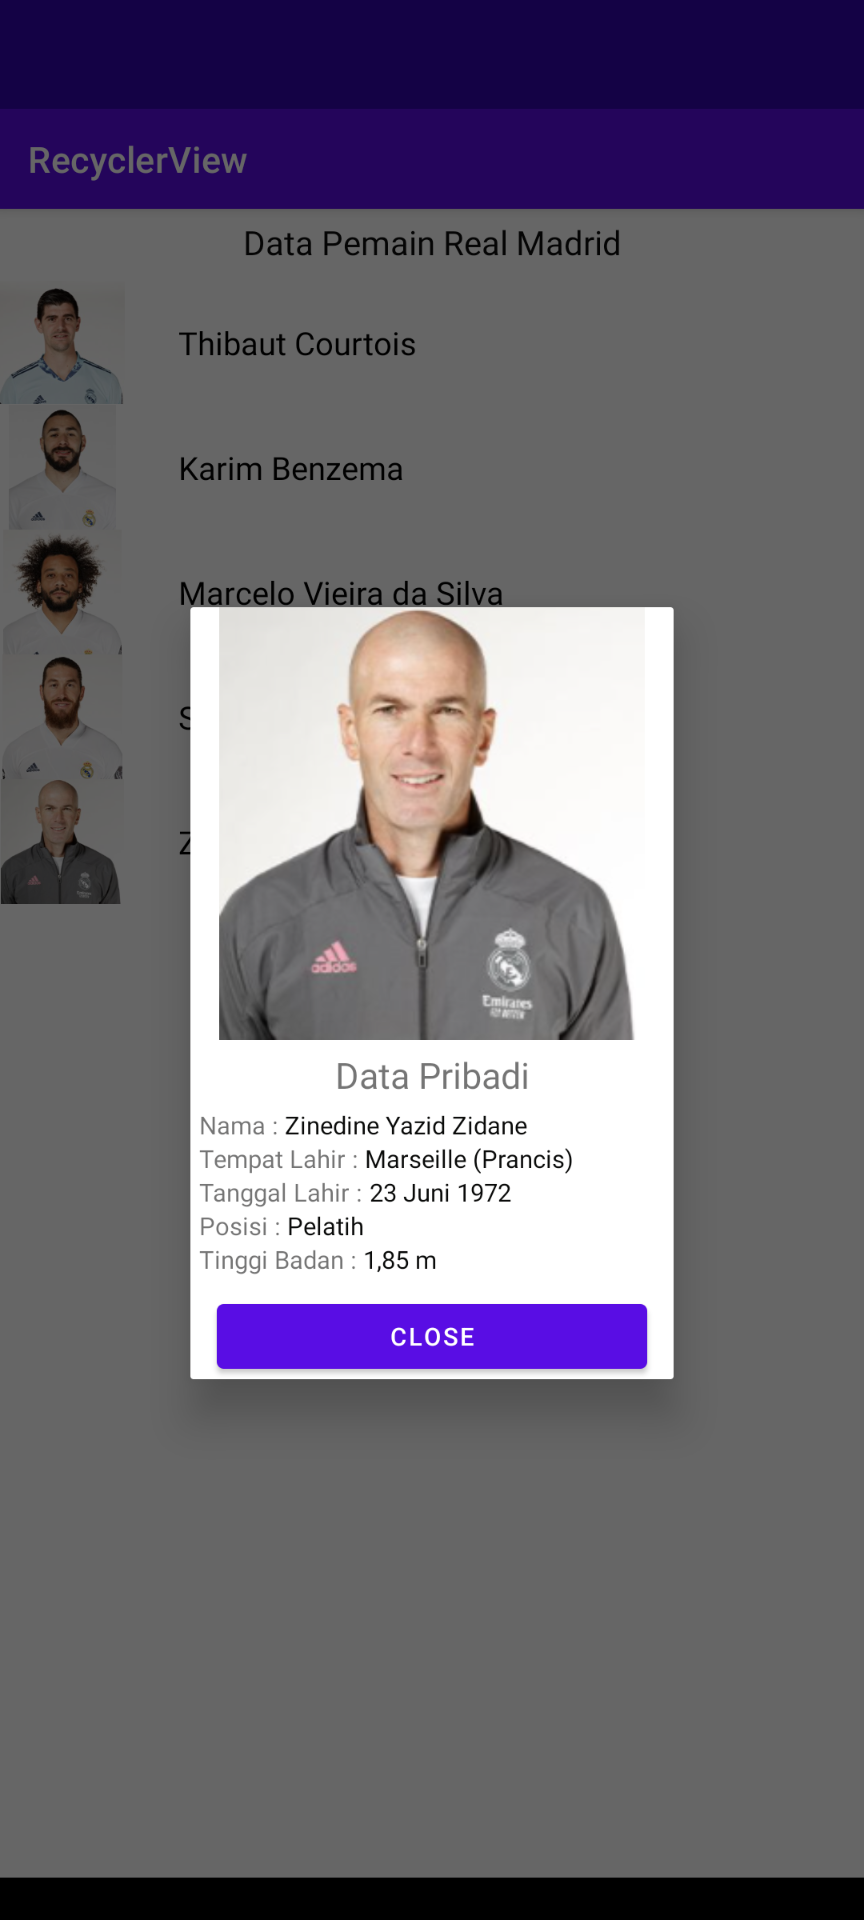 RecyclerView
Data Pemain Real Madrid
Thibaut Courtois
Karim Benzema
Marcelo Vieira da Silva
S
Z
adidas
Emirates
FLY BETTER
Data Pribadi
Nama : Zinedine Yazid Zidane
Tempat Lahir : Marseille (Prancis)
Tanggal Lahir : 23 Juni 1972
Posisi : Pelatih
Tinggi Badan : 1,85 m
CLOSE